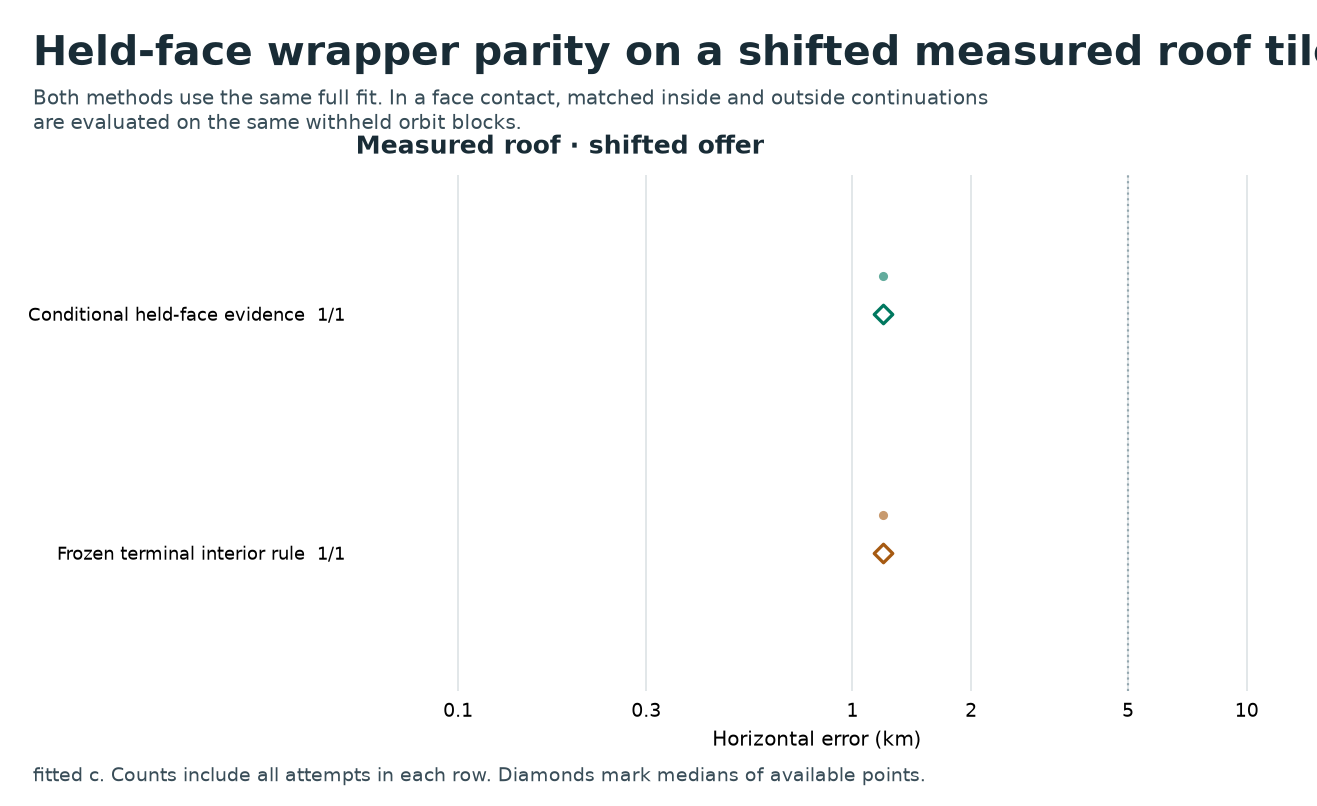 Held-face wrapper parity on a shifted measured roof
Both methods use the same full fit. In a face contact, matched inside and outside continuations
are evaluated on the same withheld orbit blocks.
Measured roof · shifted offer
Conditional held-face evidence 1/1
Frozen terminal interior rule 1/1
0.1 0.3 1 2 5 10
Horizontal error (km)
fitted c. Counts include all attempts in each row. Diamonds mark medians of available points.